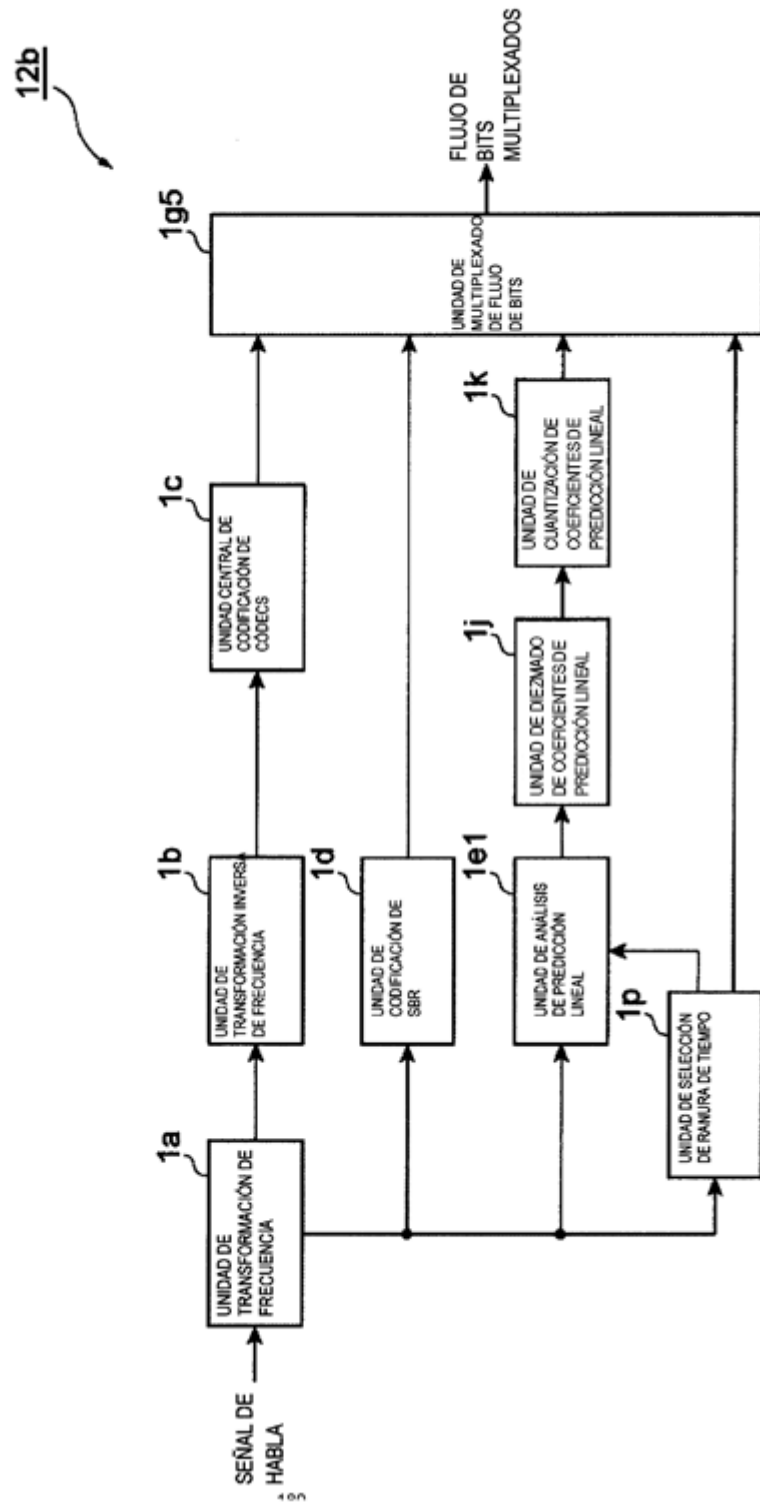 12b
SEÑAL DE
HABLA
1a
UNIDAD DE
TRANSFORMACIÓN DE
FRECUENCIA
1b
UNIDAD DE
TRANSFORMACIÓN INVERSA
DE FRECUENCIA
1c
UNIDAD CENTRAL DE
CODIFICACIÓN DE
CÓDECS
1d
UNIDAD DE
CODIFICACIÓN DE
SBR
1e1
UNIDAD DE ANÁLISIS
DE PREDICCIÓN
LINEAL
1j
UNIDAD DE DIEZMADO
DE COEFICIENTES DE
PREDICCIÓN LINEAL
1k
UNIDAD DE
CUANTIZACIÓN DE
COEFICIENTES DE
PREDICCIÓN LINEAL
1p
UNIDAD DE SELECCIÓN
DE RANURA DE TIEMPO
1g5
UNIDAD DE
MULTIPLEXADO
DE FLUJO
DE BITS
FLUJO DE
BITS
MULTIPLEXADOS